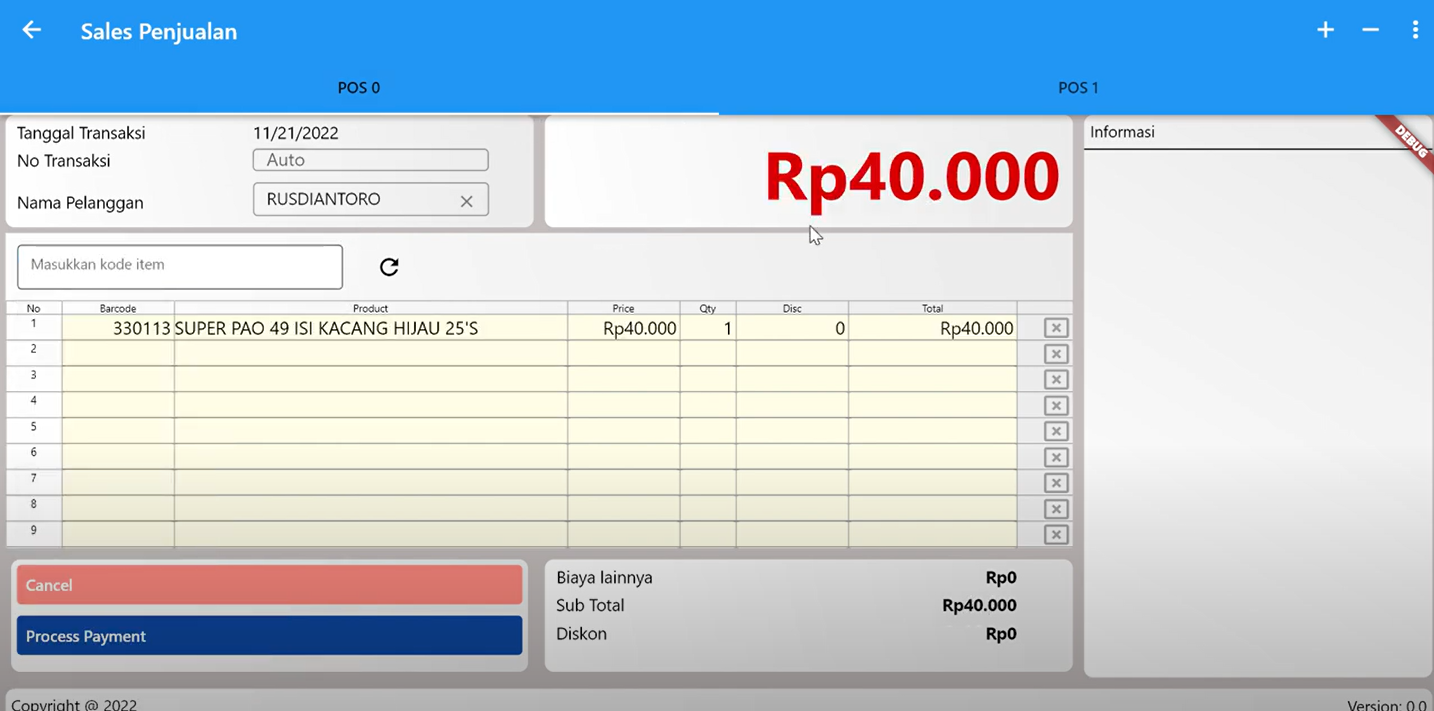 Sales Penjualan
POS 0
POS 1
Tanggal Transaksi 11/21/2022
No Transaksi Auto
Nama Pelanggan RUSDIANTORO
Rp40.000
Informasi
DEBUG
Masukkan kode item
No Barcode Product Price Qty Disc Total
1 330113 SUPER PAO 49 ISI KACANG HIJAU 25'S Rp40.000 1 0 Rp40.000
2
3
4
5
6
7
8
9
Cancel
Process Payment
Biaya lainnya Rp0
Sub Total Rp40.000
Diskon Rp0
Copyright @ 2022
Version: 0.0